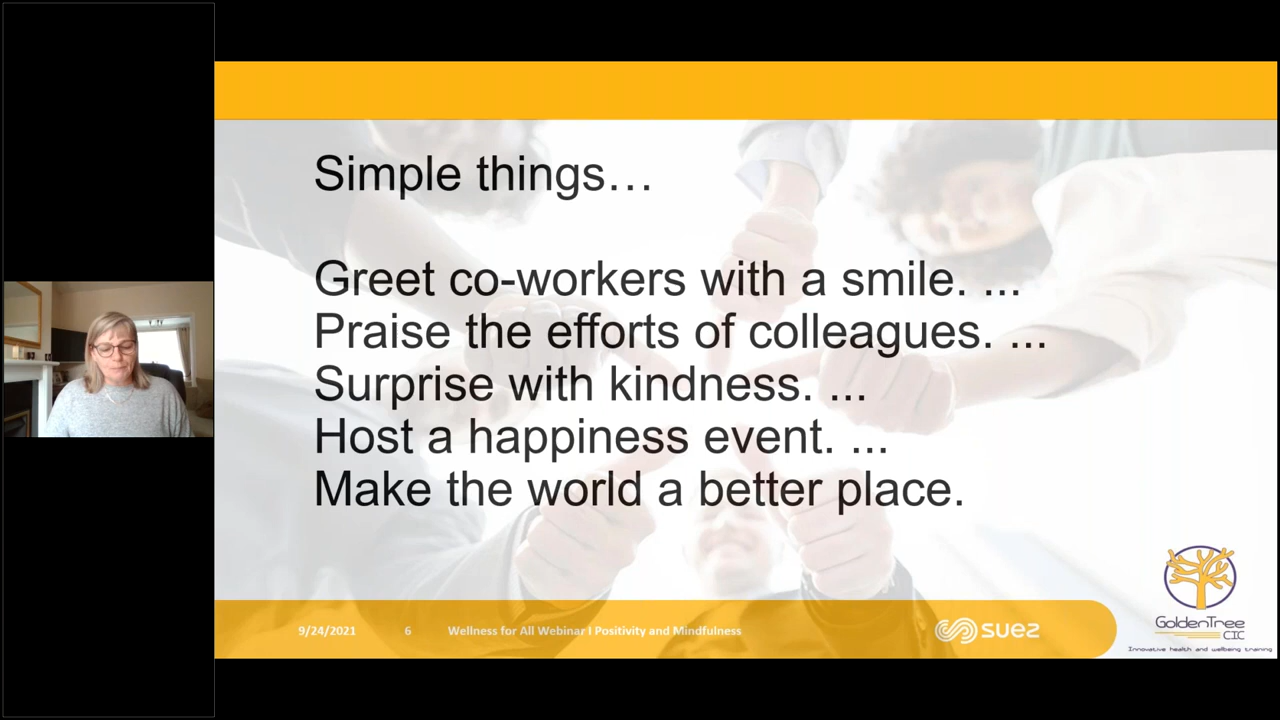 Simple things…
Greet co-workers with a smile. ...
Praise the efforts of colleagues. ...
Surprise with kindness. ...
Host a happiness event. ...
Make the world a better place.
9/24/2021 6 Wellness for All Webinar I Positivity and Mindfulness
suez
GoldenTree
CIC
Innovative health and wellbeing training